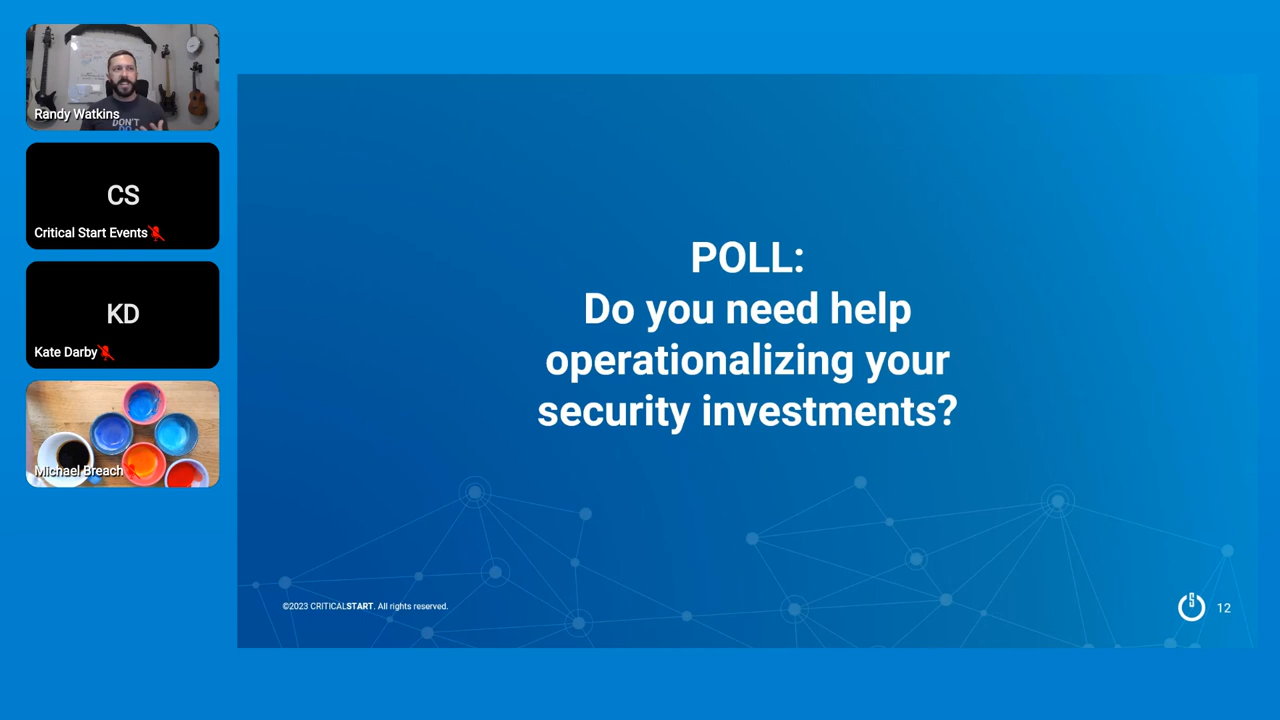 Randy Watkins
DON'T
CS
Critical Start Events
KD
Kate Darby
Michael Breach
POLL:
Do you need help
operationalizing your
security investments?
©2023 CRITICALSTART. All rights reserved.
12